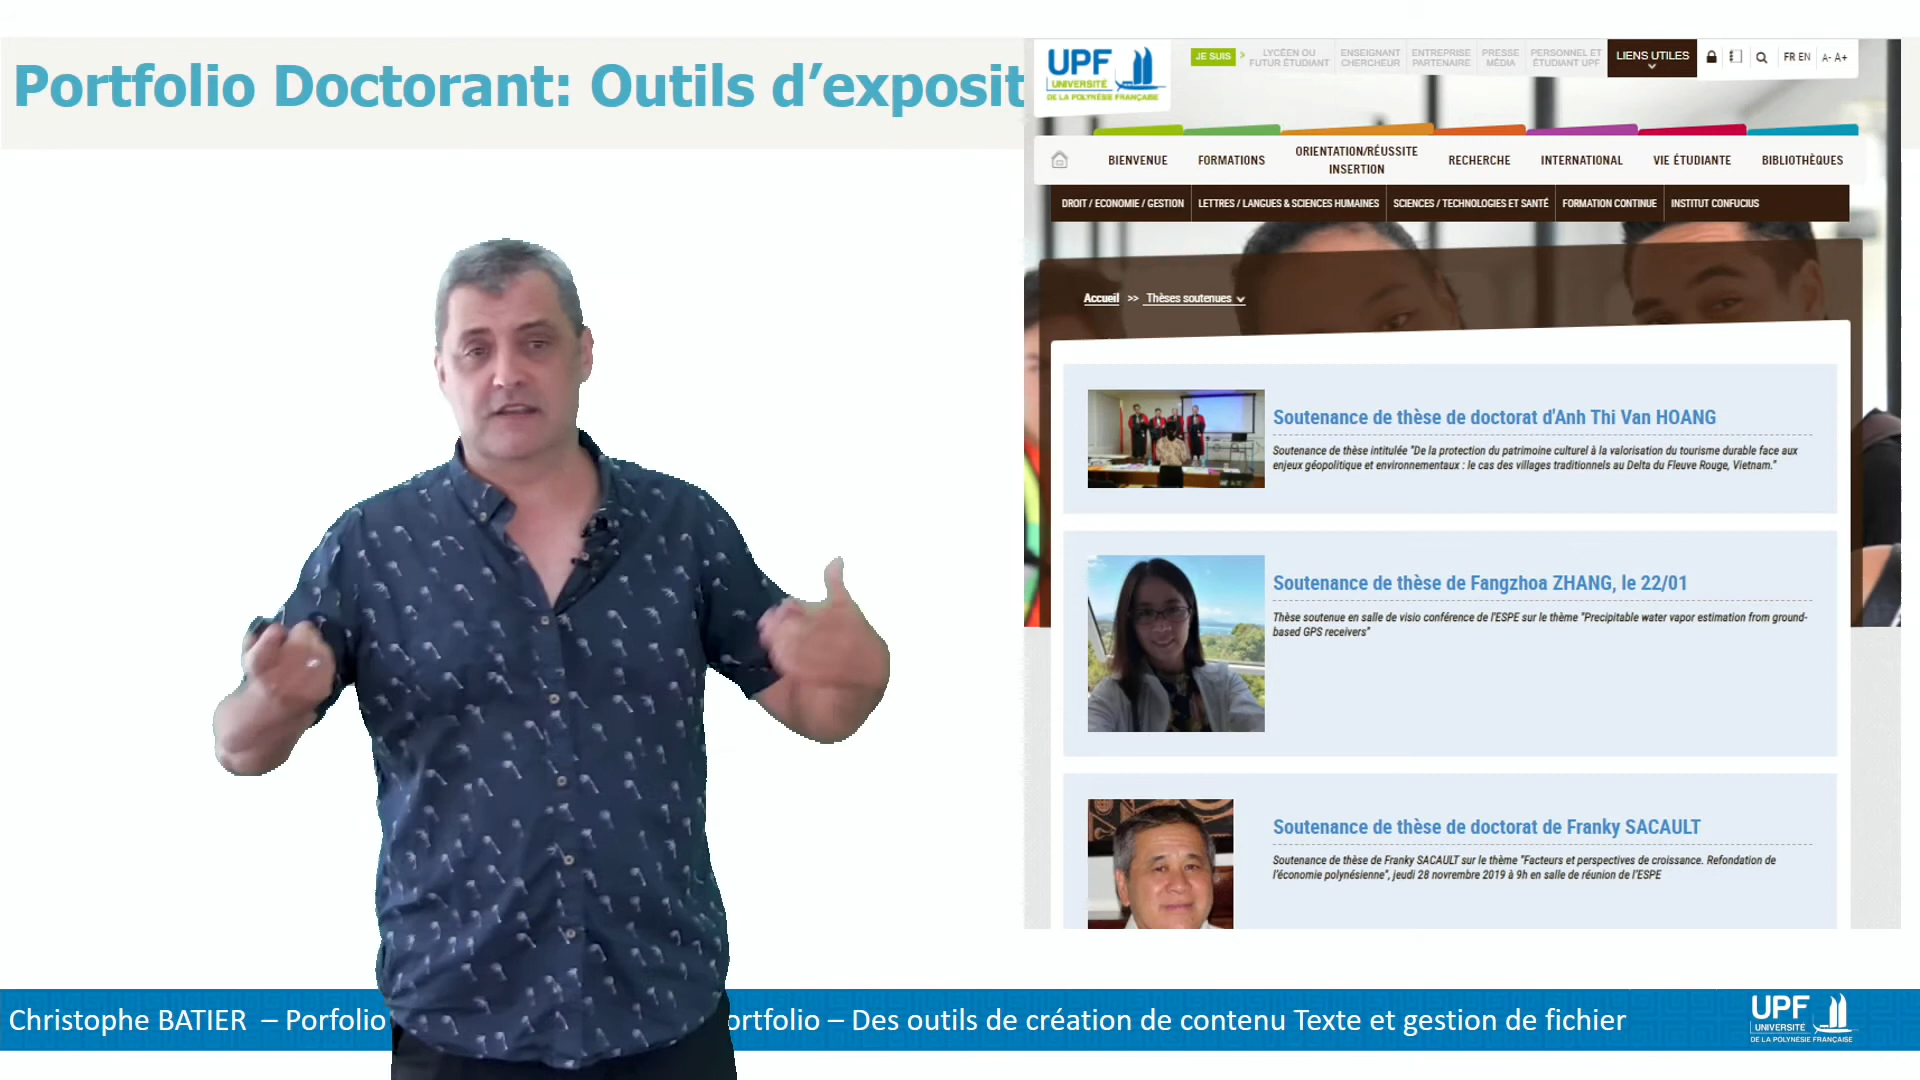 Portfolio Doctorant: Outils d’exposit
UPF
UNIVERSITÉ
DE LA POLYNÉSIE FRANÇAISE
JE SUIS
LYCÉEN OU
FUTUR ÉTUDIANT
ENSEIGNANT
CHERCHEUR
ENTREPRISE
PARTENAIRE
PRESSE
MÉDIA
PERSONNEL ET
ÉTUDIANT UPF
LIENS UTILES
FR EN
A- A+
BIENVENUE
FORMATIONS
ORIENTATION/RÉUSSITE
INSERTION
RECHERCHE
INTERNATIONAL
VIE ÉTUDIANTE
BIBLIOTHÈQUES
DROIT / ECONOMIE / GESTION
LETTRES / LANGUES & SCIENCES HUMAINES
SCIENCES / TECHNOLOGIES ET SANTÉ
FORMATION CONTINUE
INSTITUT CONFUCIUS
Accueil >> Thèses soutenues
Soutenance de thèse de doctorat d'Anh Thi Van HOANG
Soutenance de thèse intitulée "De la protection du patrimoine culturel à la valorisation du tourisme durable face aux
enjeux géopolitique et environnementaux : le cas des villages traditionnels au Delta du Fleuve Rouge, Vietnam."
Soutenance de thèse de Fangzhoa ZHANG, le 22/01
Thèse soutenue en salle de visio conférence de l'ESPE sur le thème "Precipitable water vapor estimation from ground-
based GPS receivers"
Soutenance de thèse de doctorat de Franky SACAULT
Soutenance de thèse de Franky SACAULT sur le thème "Facteurs et perspectives de croissance. Refondation de
l'économie polynésienne", jeudi 28 novrembre 2019 à 9h en salle de réunion de l'ESPE
Christophe BATIER – Porfolio ortfolio – Des outils de création de contenu Texte et gestion de fichier
UPF
UNIVERSITÉ
DE LA POLYNÉSIE FRANÇAISE